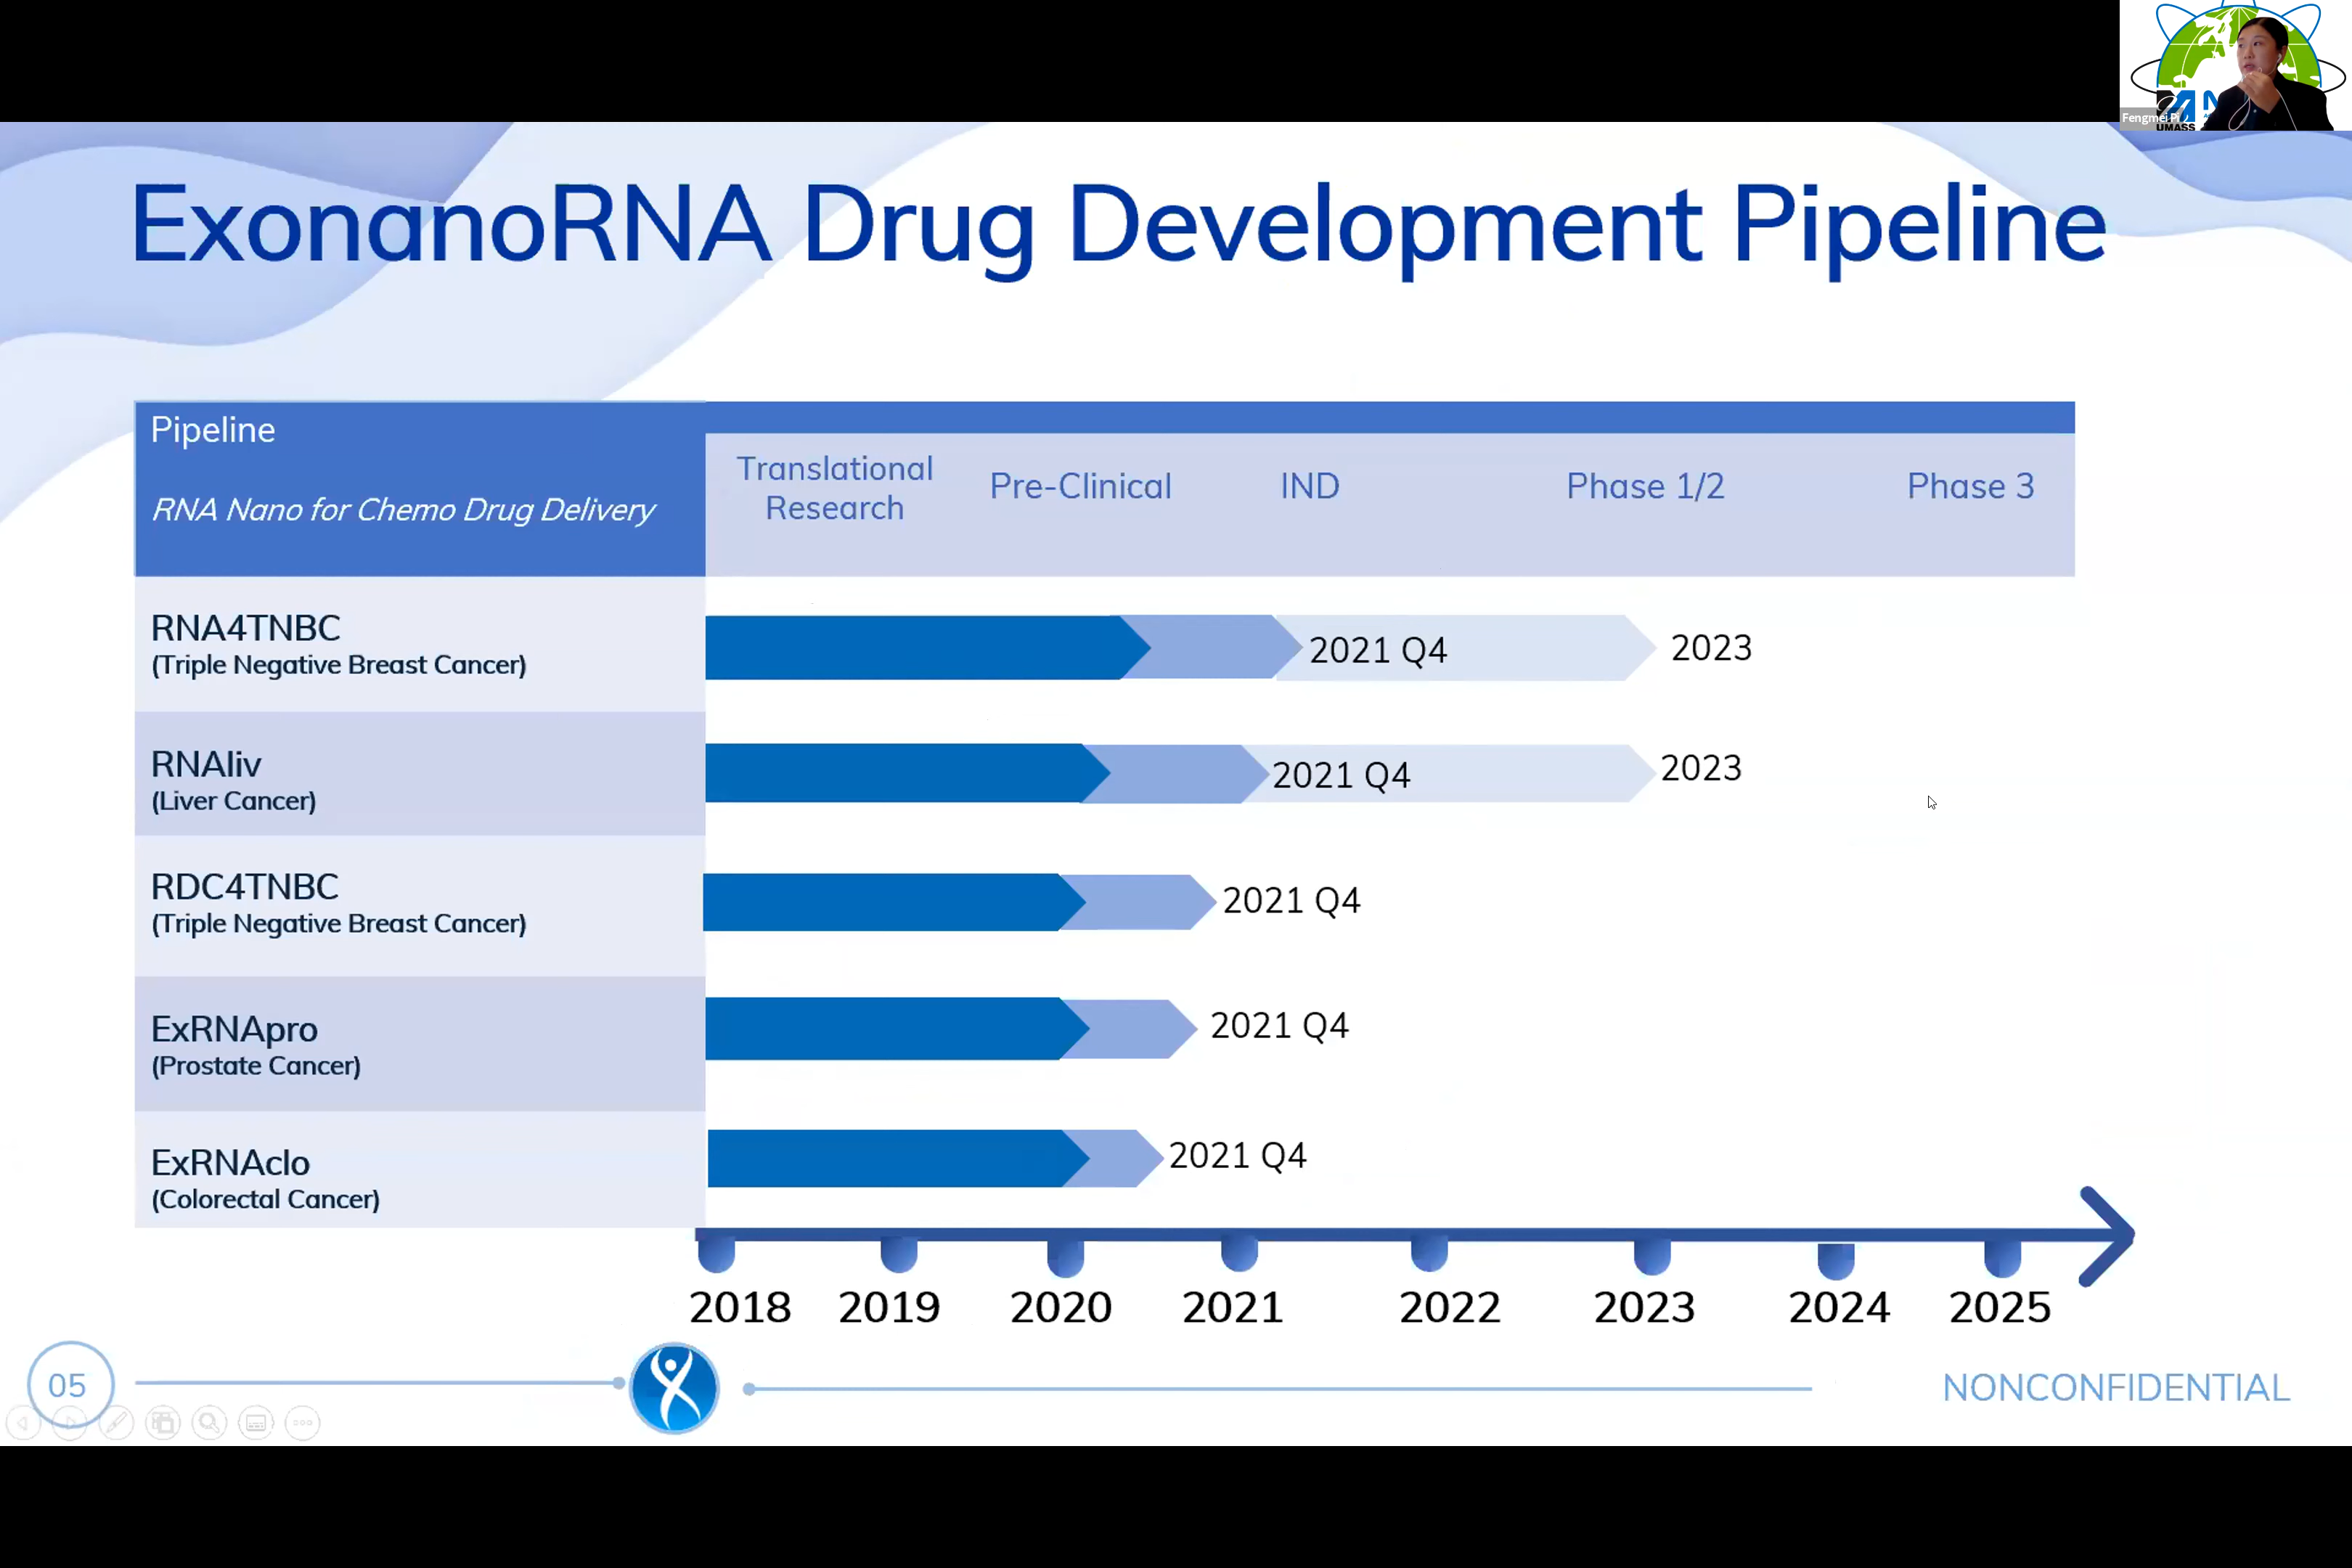 Fengmei Pi
UMASS
ExonanoRNA Drug Development Pipeline
Pipeline
RNA Nano for Chemo Drug Delivery
Translational
Research
Pre-Clinical
IND
Phase 1/2
Phase 3
RNA4TNBC
(Triple Negative Breast Cancer)
2021 Q4
2023
RNAliv
(Liver Cancer)
2021 Q4
2023
RDC4TNBC
(Triple Negative Breast Cancer)
2021 Q4
ExRNApro
(Prostate Cancer)
2021 Q4
ExRNAclo
(Colorectal Cancer)
2021 Q4
2018 2019 2020 2021 2022 2023 2024 2025
05
NONCONFIDENTIAL